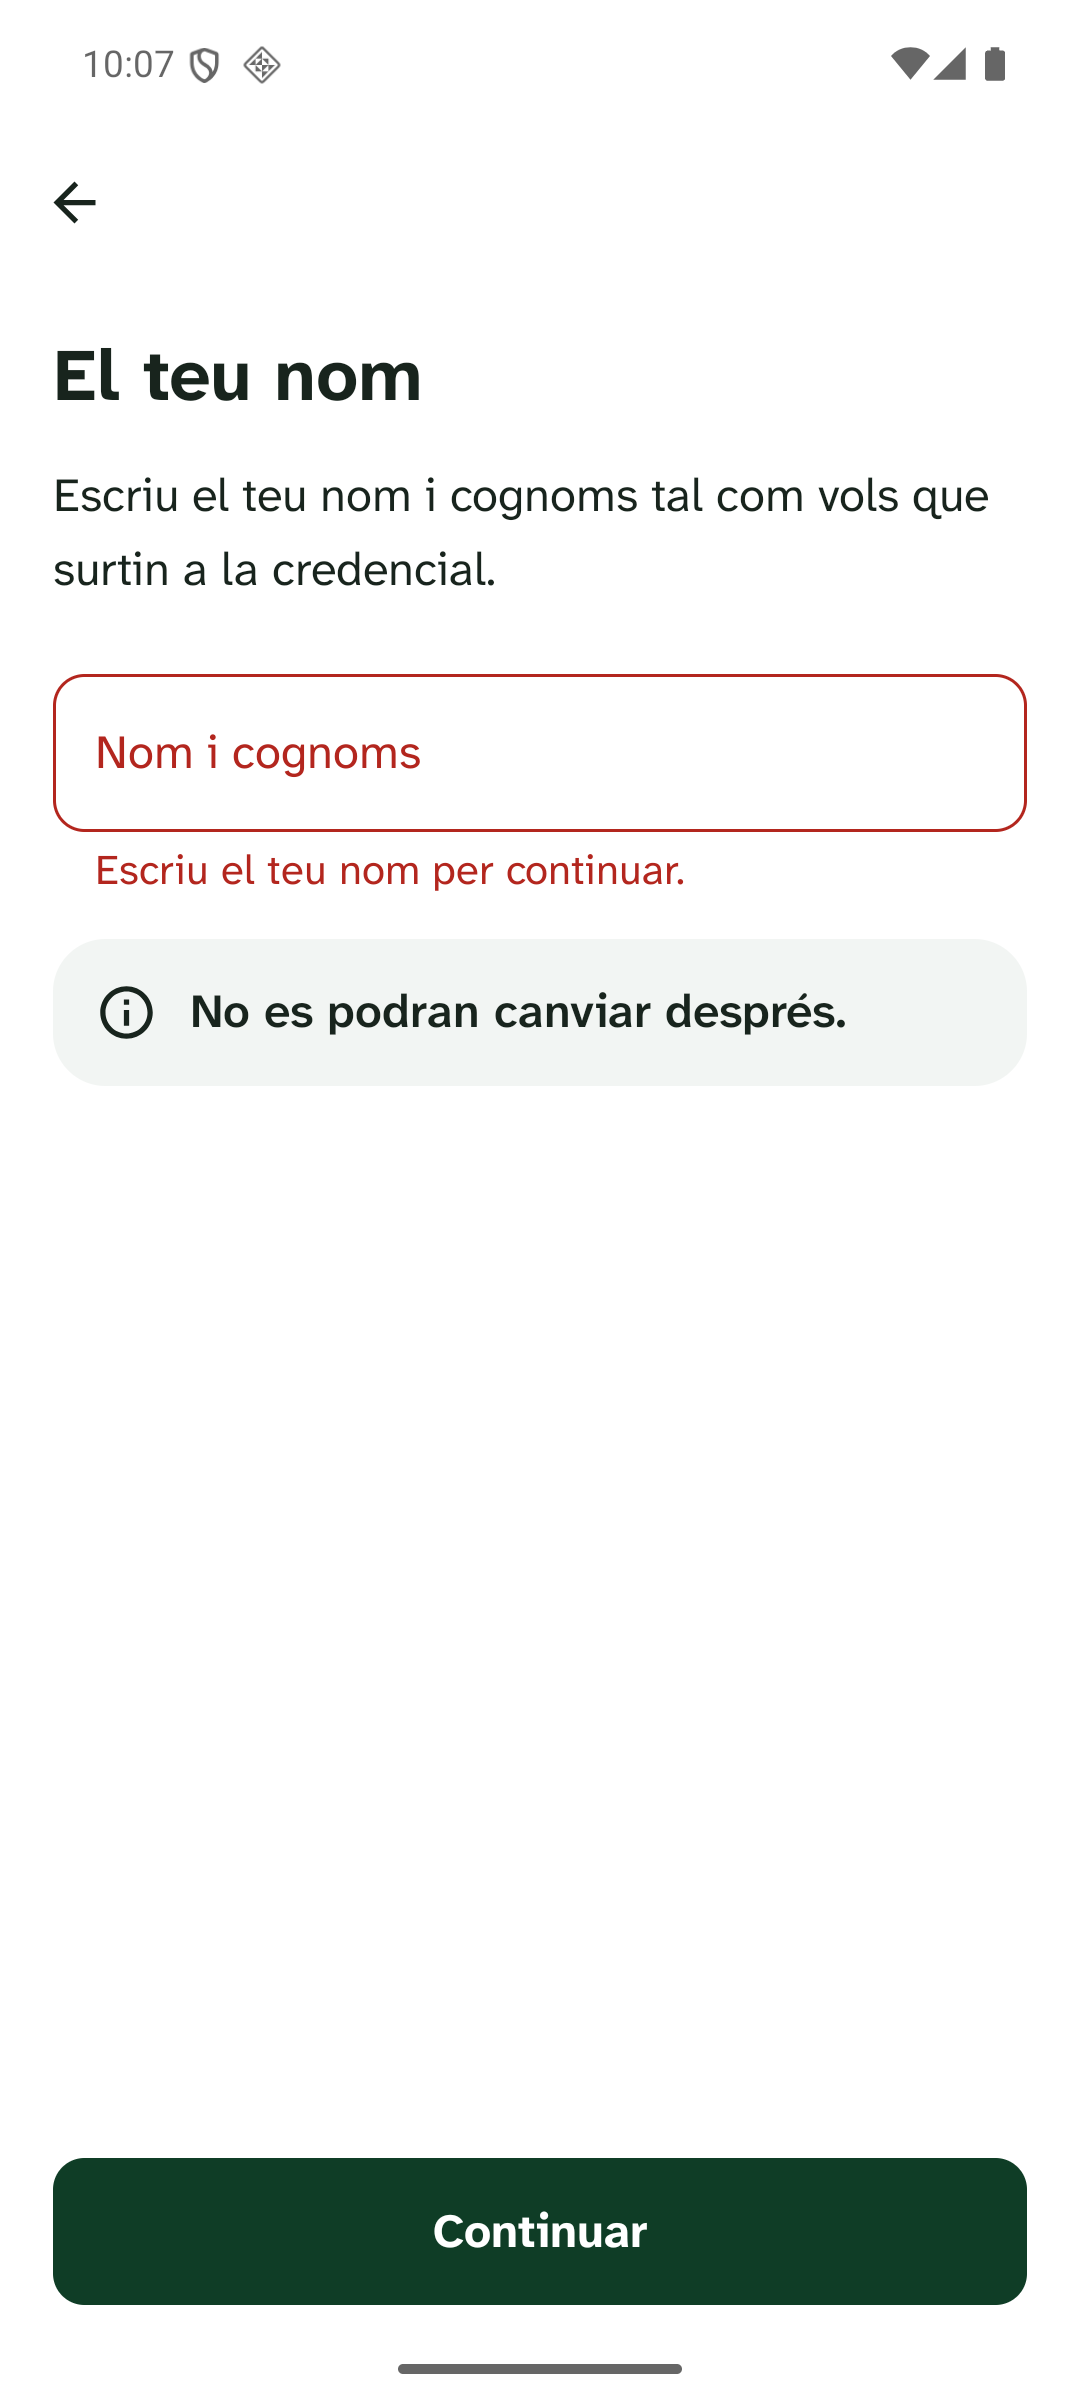 10:07
El teu nom
Escriu el teu nom i cognoms tal com vols que
surtin a la credencial.
Nom i cognoms
Escriu el teu nom per continuar.
No es podran canviar després.
Continuar